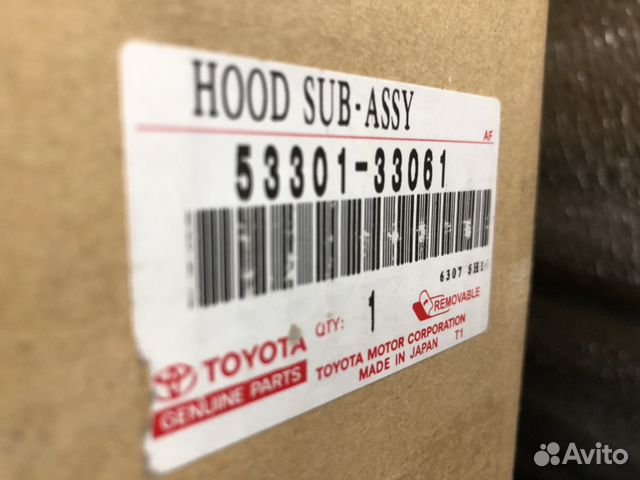 HOOD SUB-ASSY
AF
53301-33061
6307
QTY: 1
REMOVABLE
TOYOTA
GENUINE PARTS
TOYOTA MOTOR CORPORATION
MADE IN JAPAN T1
Avito